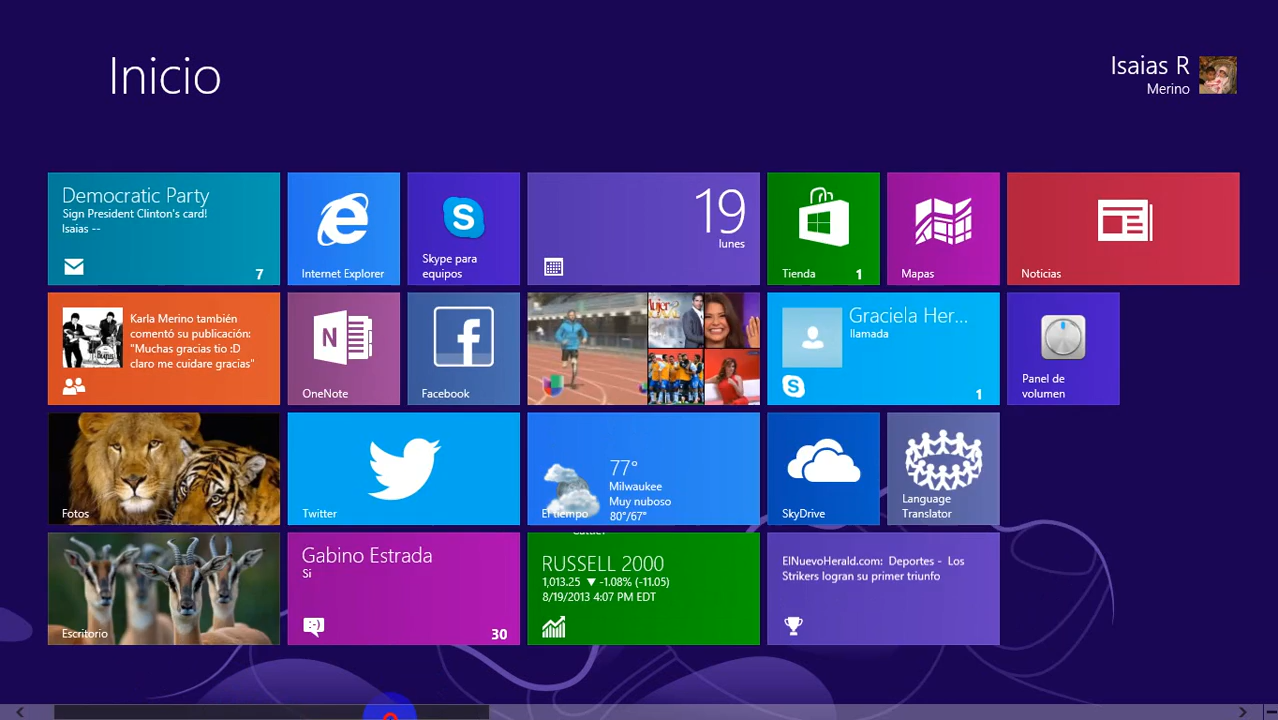 Inicio
Isaias R
Merino
Democratic Party
Sign President Clinton's card!
Isaias --
7
Internet Explorer
Skype para
equipos
19
lunes
Tienda
1
Mapas
Noticias
Karla Merino también
comentó su publicación:
"Muchas gracias tio :D
claro me cuidare gracias"
OneNote
Facebook
Graciela Her...
llamada
1
Panel de
volumen
Fotos
Twitter
77°
Milwaukee
Muy nuboso
80°/67°
El tiempo
SkyDrive
Language
Translator
Escritorio
Gabino Estrada
Si
30
RUSSELL 2000
1,013.25 ▼ -1.08% (-11.05)
8/19/2013 4:07 PM EDT
ElNuevoHerald.com: Deportes - Los
Strikers logran su primer triunfo